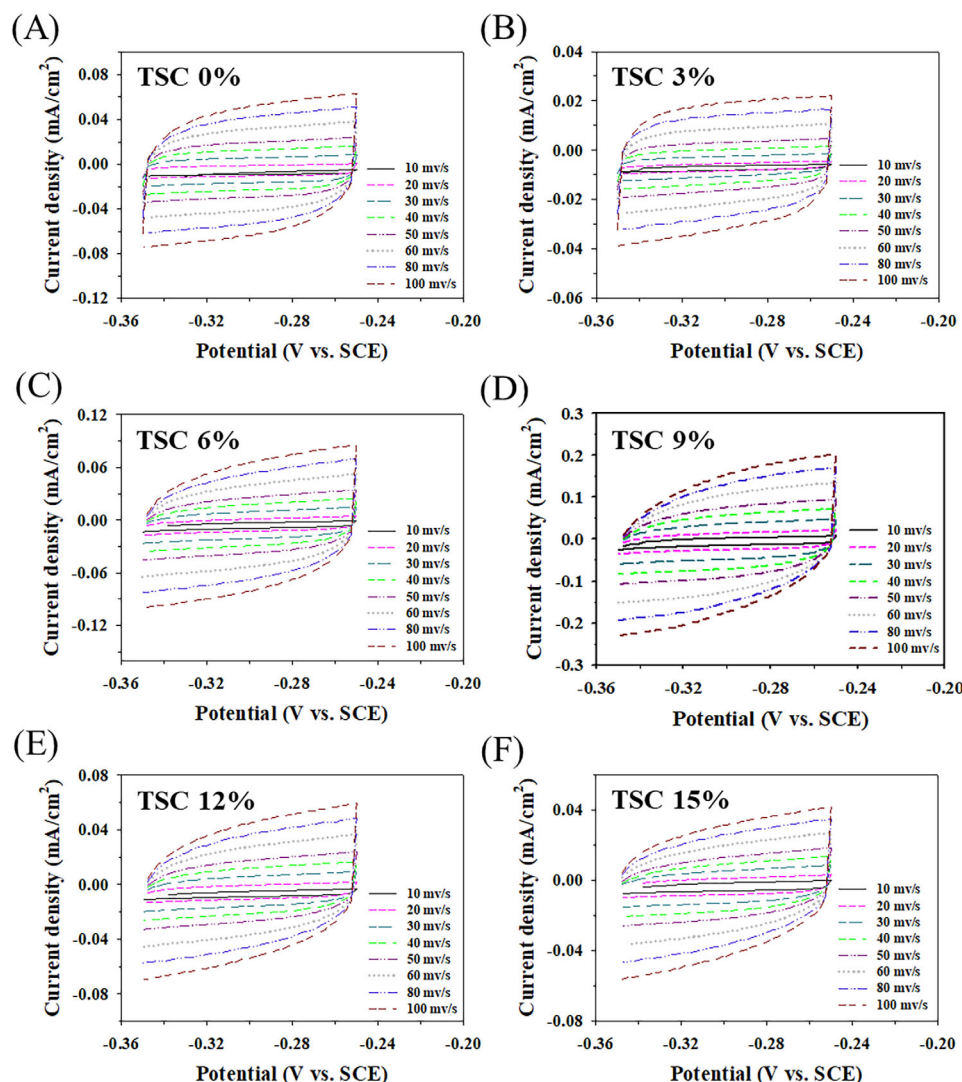 (A)
TSC 0%
Current density (mA/cm²)
0.08
0.04
0.00
-0.04
-0.08
-0.12
10 mv/s
20 mv/s
30 mv/s
40 mv/s
50 mv/s
60 mv/s
80 mv/s
100 mv/s
-0.36 -0.32 -0.28 -0.24 -0.20
Potential (V vs. SCE)
(B)
TSC 3%
Current density (mA/cm²)
0.04
0.02
0.00
-0.02
-0.04
-0.06
10 mv/s
20 mv/s
30 mv/s
40 mv/s
50 mv/s
60 mv/s
80 mv/s
100 mv/s
-0.36 -0.32 -0.28 -0.24 -0.20
Potential (V vs. SCE)
(C)
TSC 6%
Current density (mA/cm²)
0.12
0.06
0.00
-0.06
-0.12
10 mv/s
20 mv/s
30 mv/s
40 mv/s
50 mv/s
60 mv/s
80 mv/s
100 mv/s
-0.36 -0.32 -0.28 -0.24 -0.20
Potential (V vs. SCE)
(D)
TSC 9%
Current density (mA/cm²)
0.3
0.2
0.1
0.0
-0.1
-0.2
-0.3
10 mv/s
20 mv/s
30 mv/s
40 mv/s
50 mv/s
60 mv/s
80 mv/s
100 mv/s
-0.36 -0.32 -0.28 -0.24 -0.20
Potential (V vs. SCE)
(E)
TSC 12%
Current density (mA/cm²)
0.08
0.04
0.00
-0.04
-0.08
10 mv/s
20 mv/s
30 mv/s
40 mv/s
50 mv/s
60 mv/s
80 mv/s
100 mv/s
-0.36 -0.32 -0.28 -0.24 -0.20
Potential (V vs. SCE)
(F)
TSC 15%
Current density (mA/cm²)
0.04
0.00
-0.04
-0.08
10 mv/s
20 mv/s
30 mv/s
40 mv/s
50 mv/s
60 mv/s
80 mv/s
100 mv/s
-0.36 -0.32 -0.28 -0.24 -0.20
Potential (V vs. SCE)